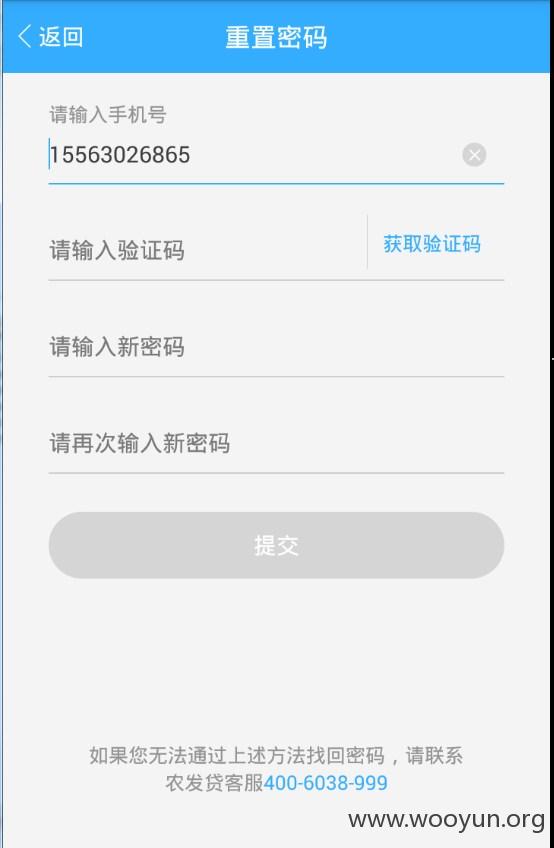 返回
重置密码
请输入手机号
15563026865
请输入验证码
获取验证码
请输入新密码
请再次输入新密码
提交
如果您无法通过上述方法找回密码，请联系
农发贷客服400-6038-999
www.wooyun.org